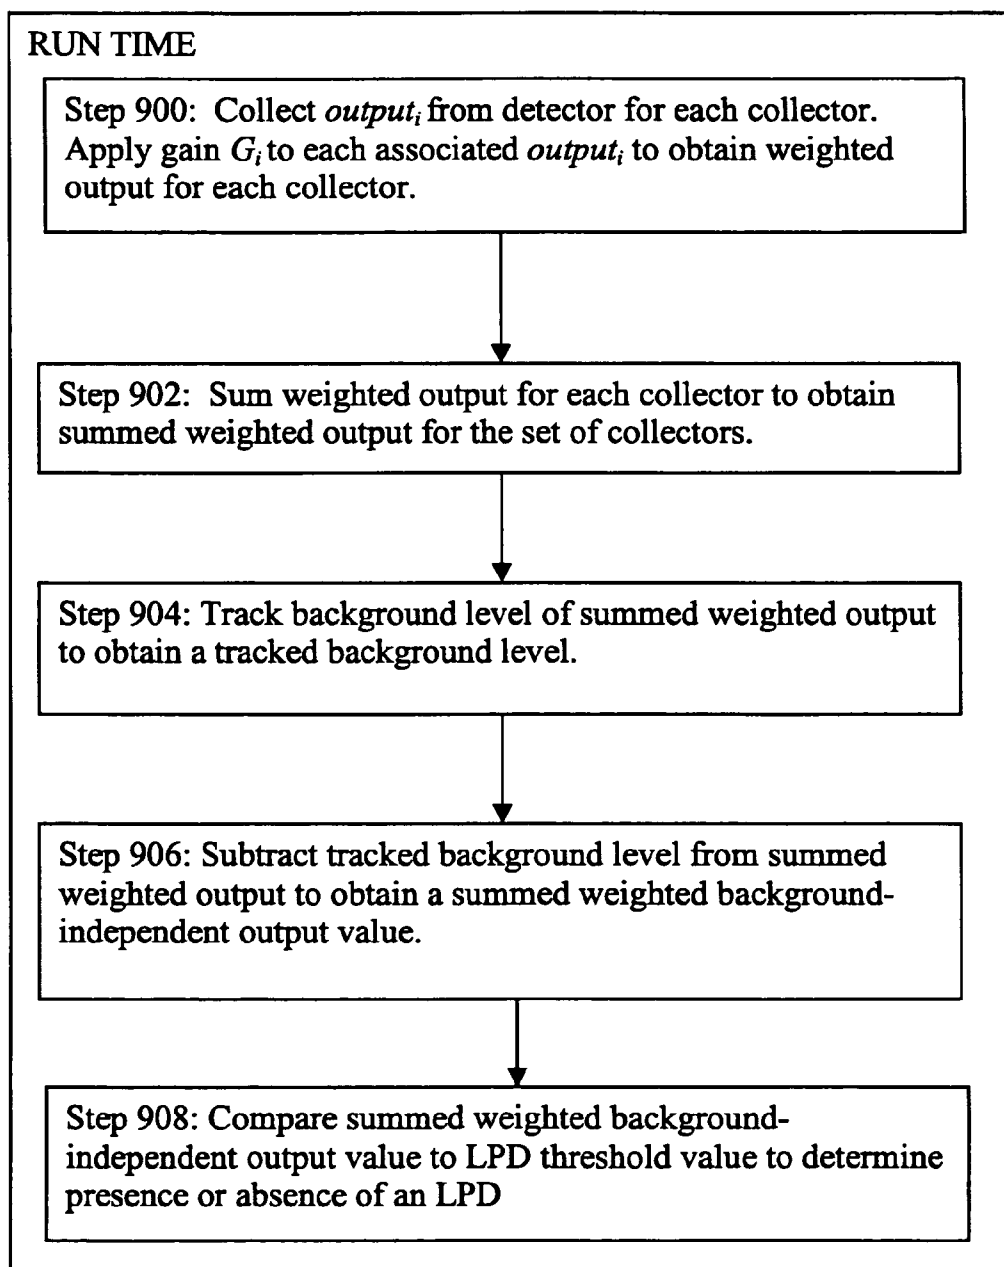 RUN TIME
Step 900: Collect output_i from detector for each collector.
Apply gain G_i to each associated output_i to obtain weighted
output for each collector.
Step 902: Sum weighted output for each collector to obtain
summed weighted output for the set of collectors.
Step 904: Track background level of summed weighted output
to obtain a tracked background level.
Step 906: Subtract tracked background level from summed
weighted output to obtain a summed weighted background-
independent output value.
Step 908: Compare summed weighted background-
independent output value to LPD threshold value to determine
presence or absence of an LPD